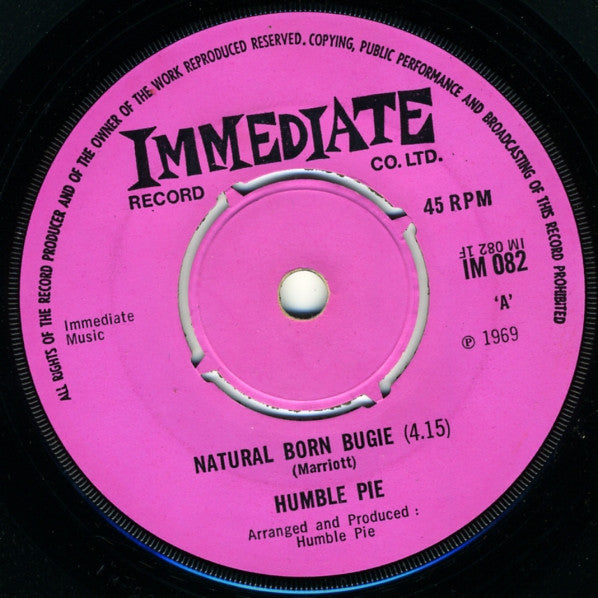 ALL RIGHTS OF THE RECORD PRODUCER AND OF THE OWNER OF THE WORK REPRODUCED RESERVED. COPYING, PUBLIC PERFORMANCE AND BROADCASTING OF THIS RECORD PROHIBITED
IMMEDIATE
RECORD CO. LTD.
45 RPM
IM 082 1F
IM 082
'A'
Immediate
Music
℗ 1969
NATURAL BORN BUGIE (4.15)
(Marriott)
HUMBLE PIE
Arranged and Produced :
Humble Pie